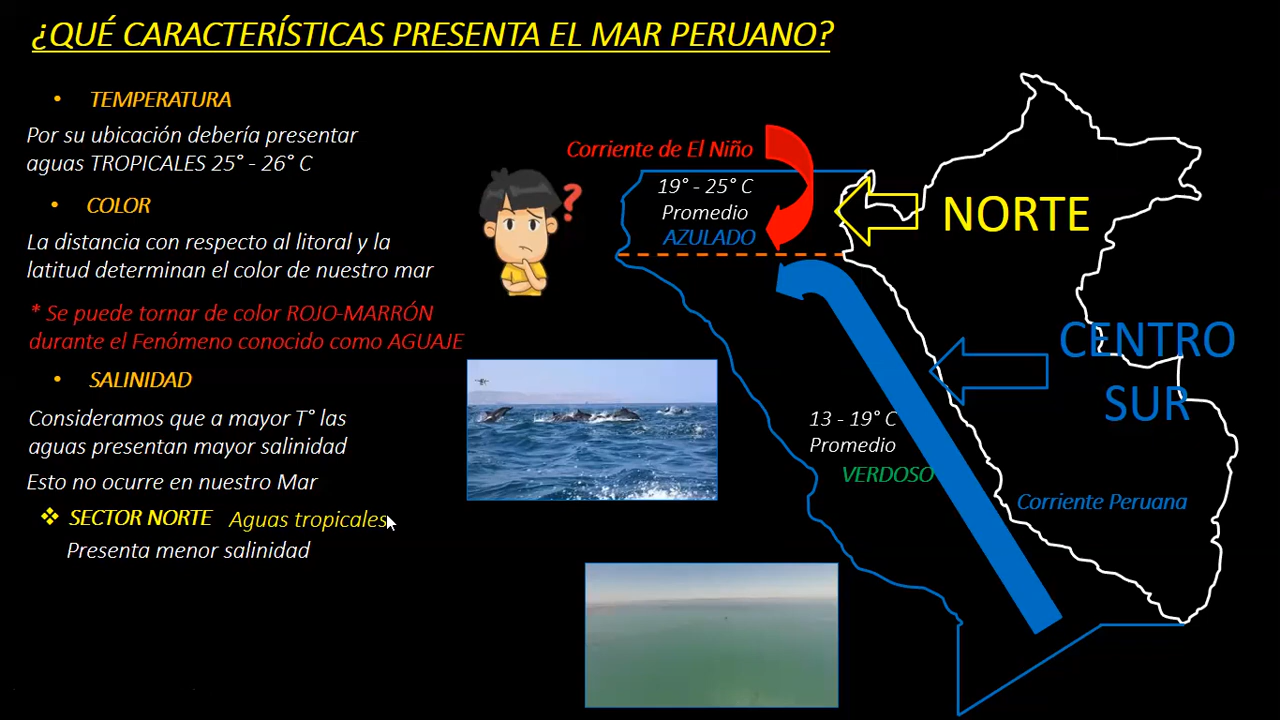 ¿QUÉ CARACTERÍSTICAS PRESENTA EL MAR PERUANO?
• TEMPERATURA
Por su ubicación debería presentar
aguas TROPICALES 25° - 26° C
• COLOR
La distancia con respecto al litoral y la
latitud determinan el color de nuestro mar
* Se puede tornar de color ROJO-MARRÓN
durante el Fenómeno conocido como AGUAJE
• SALINIDAD
Consideramos que a mayor T° las
aguas presentan mayor salinidad
Esto no ocurre en nuestro Mar
❖ SECTOR NORTE Aguas tropicales
Presenta menor salinidad
Corriente de El Niño
19° - 25° C
Promedio
AZULADO
?
NORTE
CENTRO
SUR
13 - 19° C
Promedio
VERDOSO
Corriente Peruana